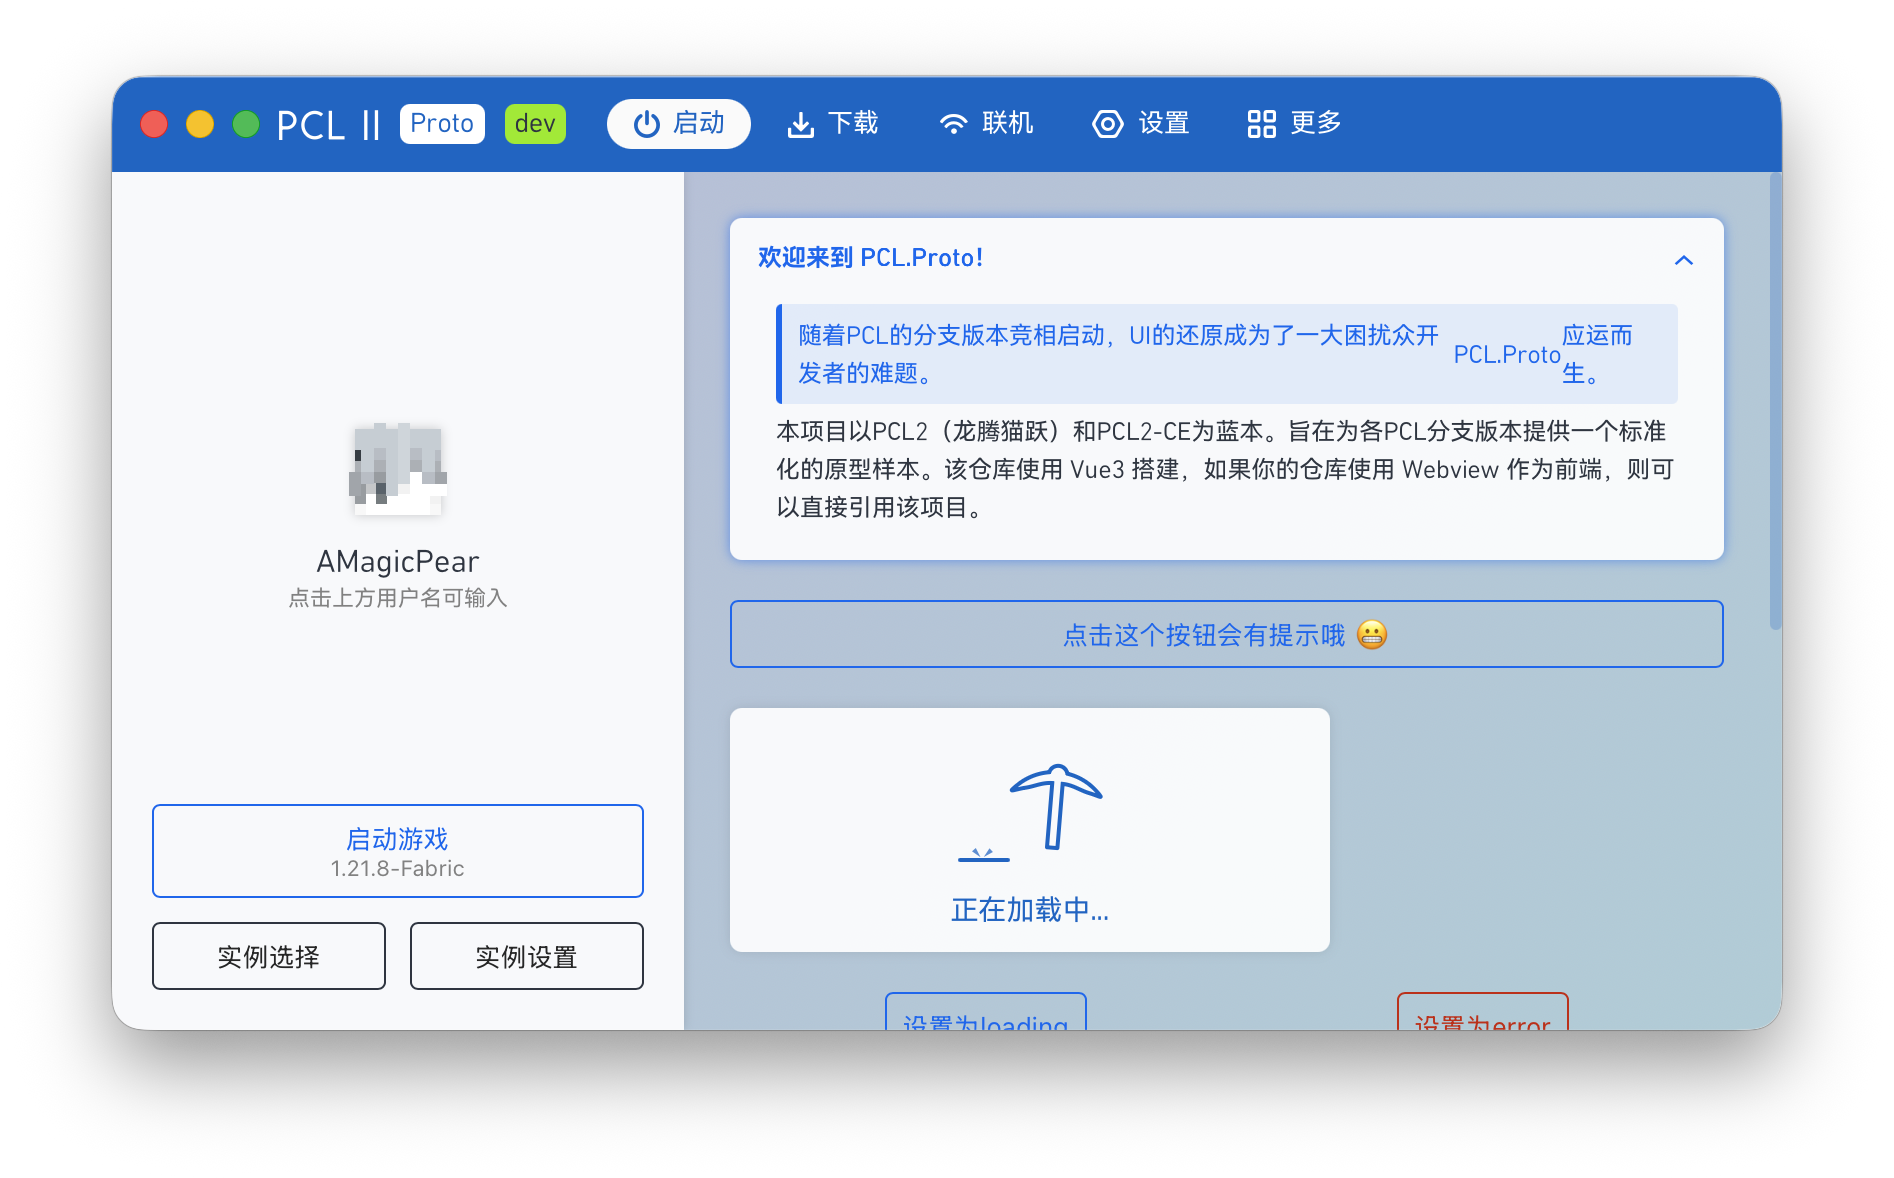 PCL II Proto dev 启动 下载 联机 设置 更多
AMagicPear
点击上方用户名可输入
启动游戏
1.21.8-Fabric
实例选择 实例设置
欢迎来到 PCL.Proto!
随着PCL的分支版本竞相启动，UI的还原成为了一大困扰众开
发者的难题。
PCL.Proto
应运而
生。
本项目以PCL2（龙腾猫跃）和PCL2-CE为蓝本。旨在为各PCL分支版本提供一个标准
化的原型样本。该仓库使用 Vue3 搭建，如果你的仓库使用 Webview 作为前端，则可
以直接引用该项目。
点击这个按钮会有提示哦 😬
正在加载中...
设置为loading 设置为error